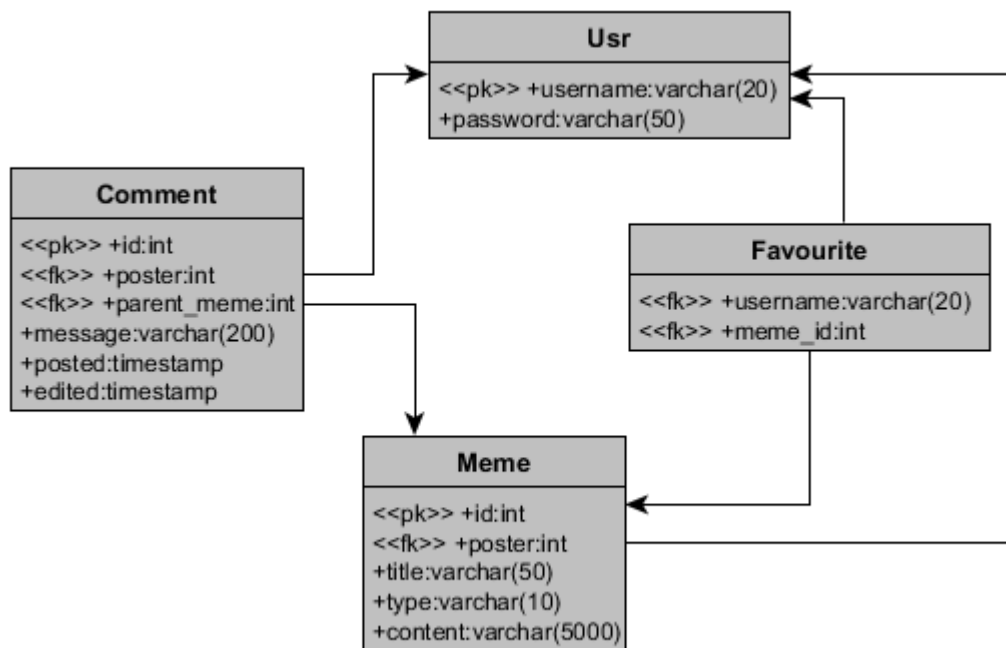 Usr
<<pk>> +username:varchar(20)
+password:varchar(50)
Comment
<<pk>> +id:int
<<fk>> +poster:int
<<fk>> +parent_meme:int
+message:varchar(200)
+posted:timestamp
+edited:timestamp
Favourite
<<fk>> +username:varchar(20)
<<fk>> +meme_id:int
Meme
<<pk>> +id:int
<<fk>> +poster:int
+title:varchar(50)
+type:varchar(10)
+content:varchar(5000)